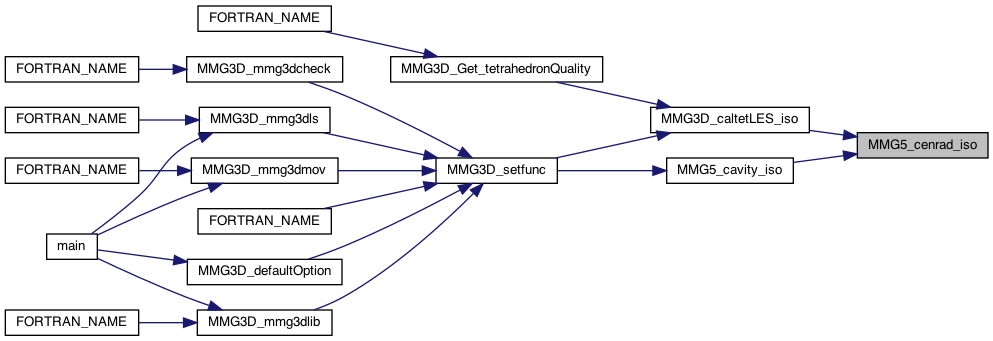 FORTRAN_NAME
FORTRAN_NAME
MMG3D_mmg3dcheck
MMG3D_Get_tetrahedronQuality
FORTRAN_NAME
MMG3D_mmg3dls
MMG3D_caltetLES_iso
MMG5_cenrad_iso
FORTRAN_NAME
MMG3D_mmg3dmov
MMG3D_setfunc
MMG5_cavity_iso
FORTRAN_NAME
main
MMG3D_defaultOption
FORTRAN_NAME
MMG3D_mmg3dlib